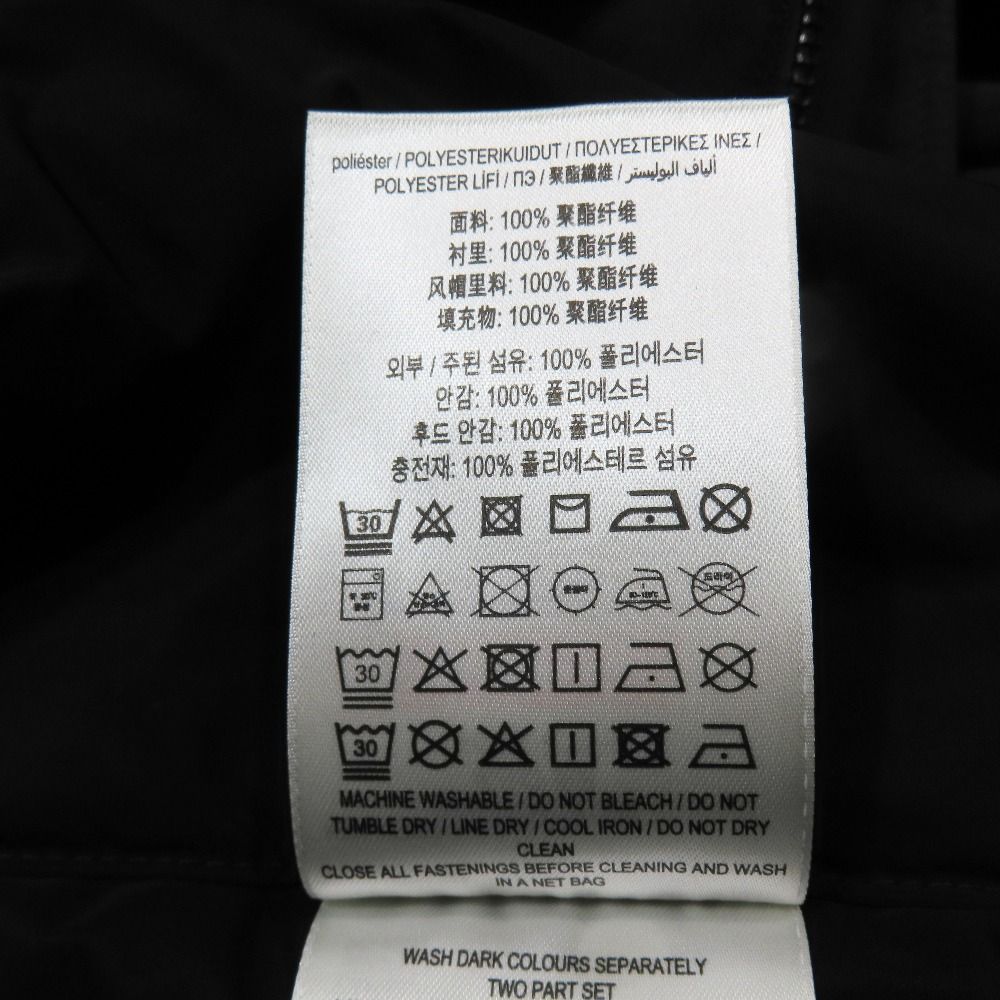 poliéster / POLYESTERIKUIDUT / ΠΟΛΥΕΣΤΕΡΙΚΕΣ ΙΝΕΣ /
POLYESTER LİFİ / ПЭ / 聚酯纖維 / ألياف البوليستر
面料: 100% 聚酯纤维
衬里: 100% 聚酯纤维
风帽里料: 100% 聚酯纤维
填充物: 100% 聚酯纤维
외부 / 주된 섬유: 100% 폴리에스터
안감: 100% 폴리에스터
후드 안감: 100% 폴리에스터
충전재: 100% 폴리에스테르 섬유
30
드라이
30
30
MACHINE WASHABLE / DO NOT BLEACH / DO NOT
TUMBLE DRY / LINE DRY / COOL IRON / DO NOT DRY
CLEAN
CLOSE ALL FASTENINGS BEFORE CLEANING AND WASH
IN A NET BAG
WASH DARK COLOURS SEPARATELY
TWO PART SET